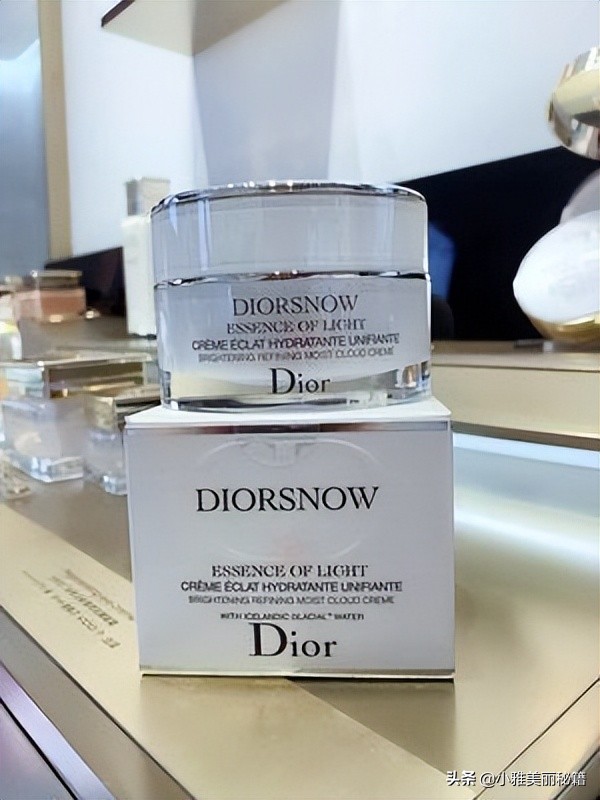 DIORSNOW
ESSENCE OF LIGHT
CRÈME ÉCLAT HYDRATANTE UNIFIANTE
BRIGHTENING REFINING MOIST CLOUD CREME
Dior
DIORSNOW
ESSENCE OF LIGHT
CRÈME ÉCLAT HYDRATANTE UNIFIANTE
BRIGHTENING REFINING MOIST CLOUD CREME
WITH ICELANDIC GLACIAL™ WATER
Dior
头条 @小雅美丽秘籍